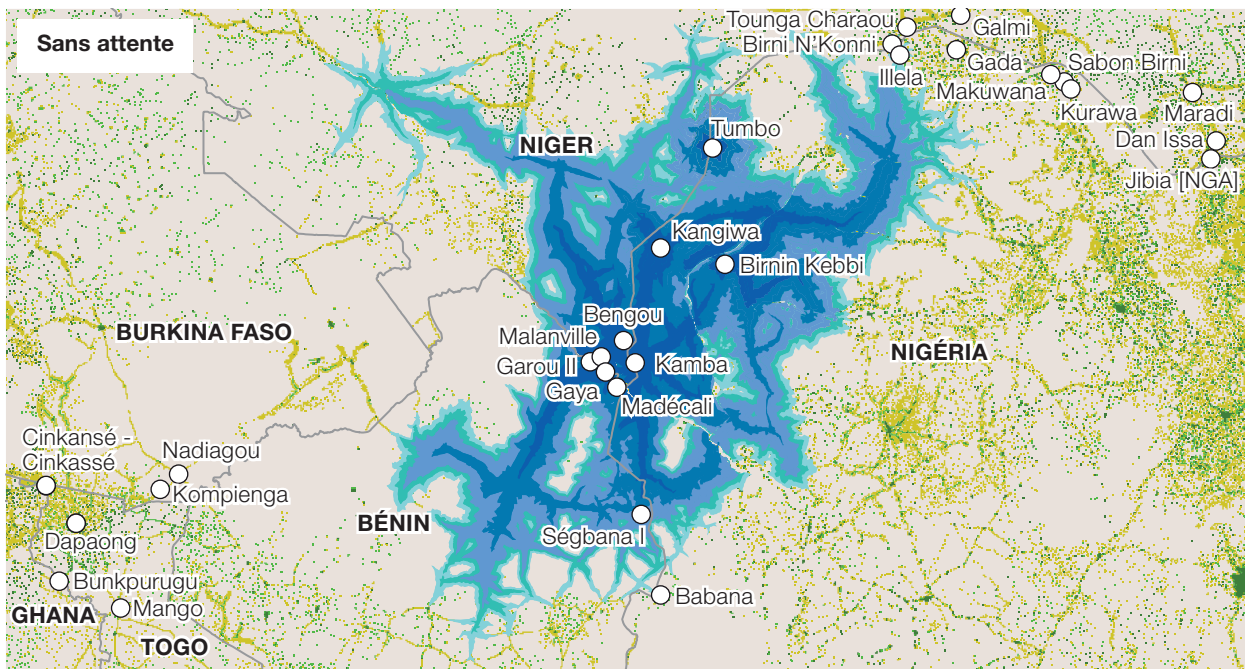 Sans attente
Tounga Charaou
Galmi
Birni N'Konni
Gada
Sabon Birni
Illela
Makuwana
Kurawa
Maradi
Dan Issa
Jibia [NGA]
Tumbo
NIGER
Kangiwa
Birnin Kebbi
Bengou
BURKINA FASO
Malanville
NIGÉRIA
Garou II
Kamba
Gaya
Madécali
Cinkansé -
Cinkassé
Nadiagou
Kompienga
BÉNIN
Ségbana I
Dapaong
Bunkpurugu
Babana
GHANA
Mango
TOGO